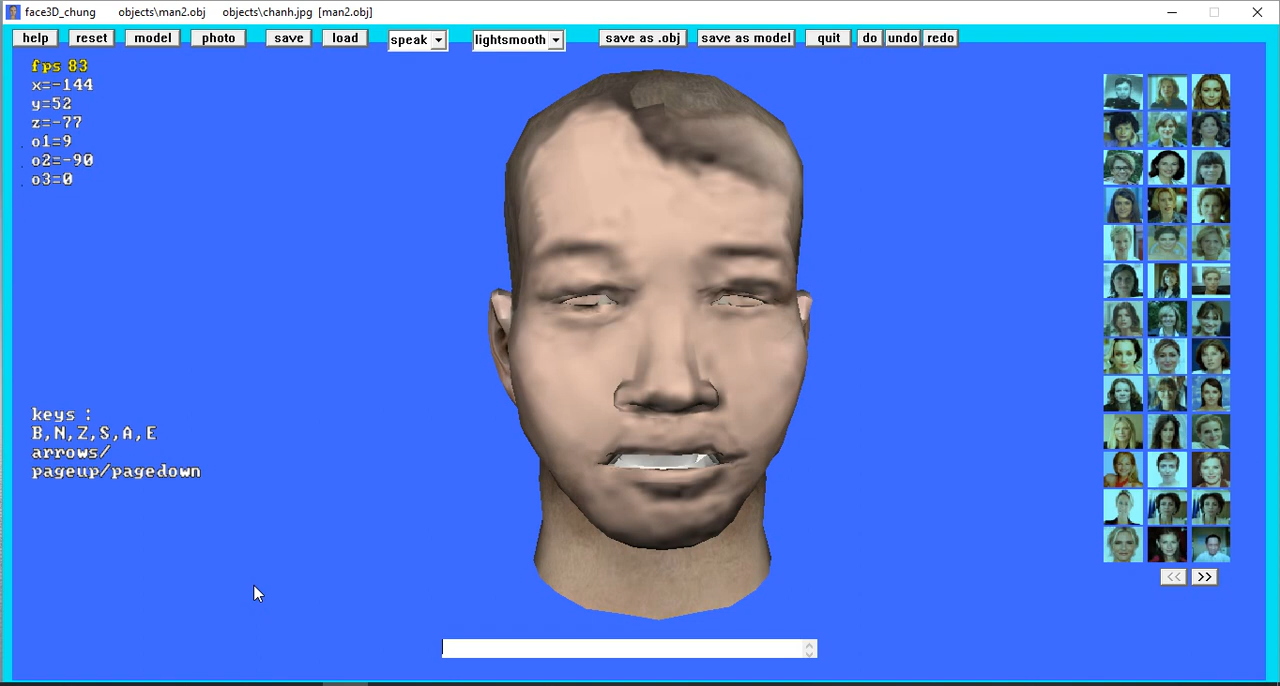 face3D_chung objects\man2.obj objects\chanh.jpg [man2.obj]
help reset model photo save load speak lightsmooth save as .obj save as model quit do undo redo
fps 83
x=-144
y=52
z=-77
o1=9
o2=-90
o3=0
keys :
B,N,Z,S,A,E
arrows/
pageup/pagedown
<< >>